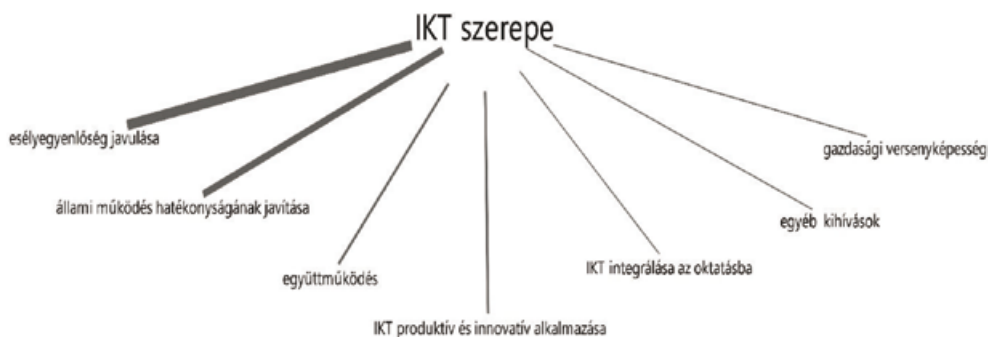 IKT szerepe
esélyegyenlőség javulása
állami működés hatékonyságának javítása
együttműködés
IKT produktív és innovatív alkalmazása
IKT integrálása az oktatásba
egyéb kihívások
gazdasági versenyképesség